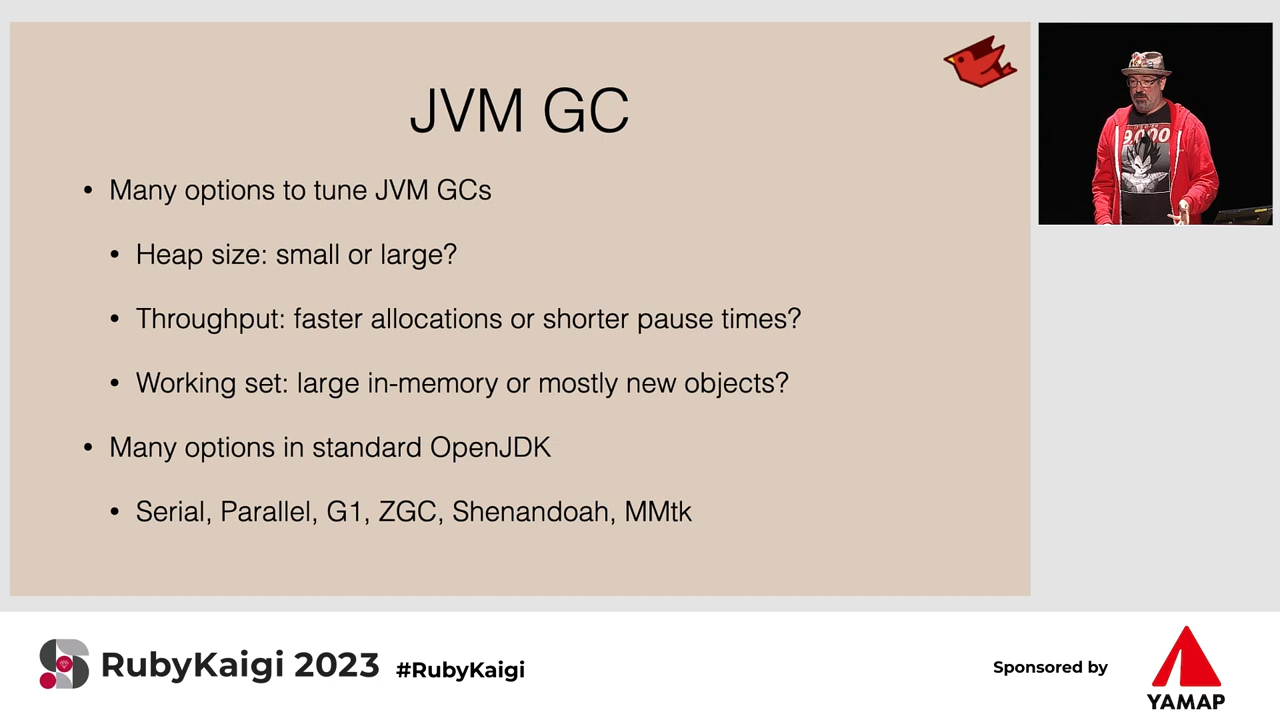 JVM GC
• Many options to tune JVM GCs
• Heap size: small or large?
• Throughput: faster allocations or shorter pause times?
• Working set: large in-memory or mostly new objects?
• Many options in standard OpenJDK
• Serial, Parallel, G1, ZGC, Shenandoah, MMtk
9,000
RubyKaigi 2023 #RubyKaigi
Sponsored by
YAMAP